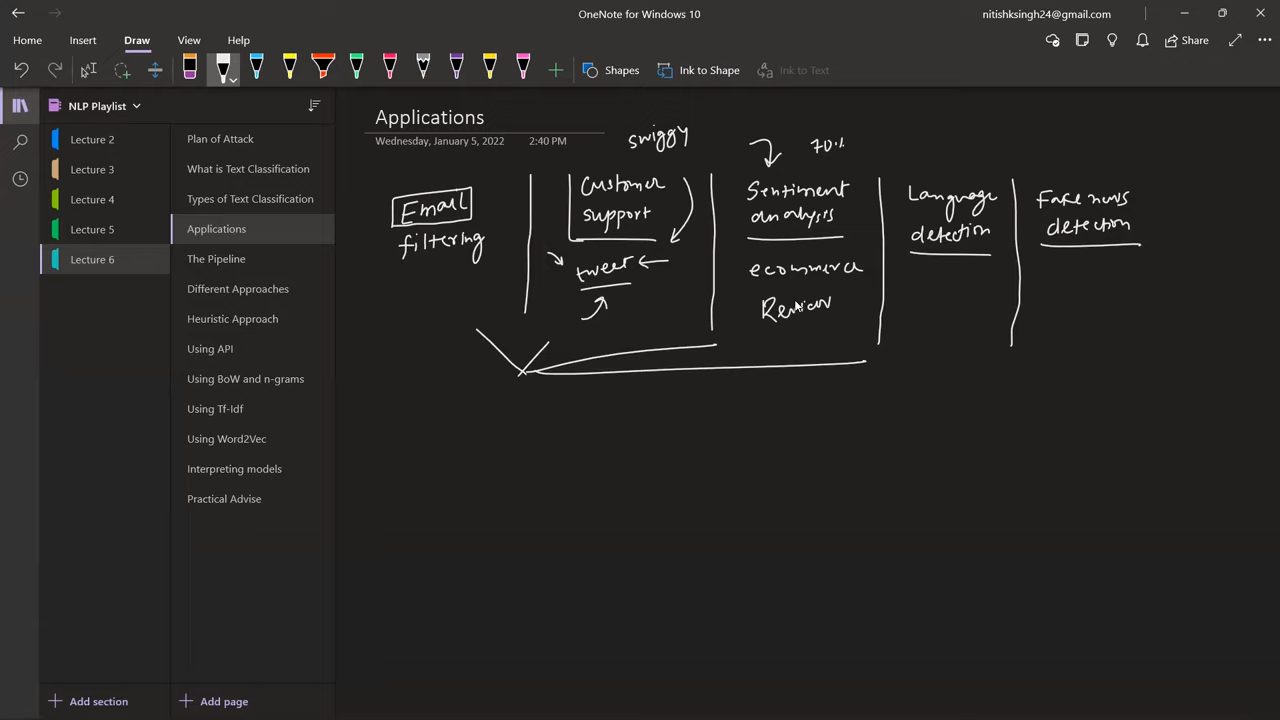 OneNote for Windows 10
nitishksingh24@gmail.com
Home
Insert
Draw
View
Help
Share
Shapes
Ink to Shape
Ink to Text
NLP Playlist
Lecture 2
Lecture 3
Lecture 4
Lecture 5
Lecture 6
Plan of Attack
What is Text Classification
Types of Text Classification
Applications
The Pipeline
Different Approaches
Heuristic Approach
Using API
Using BoW and n-grams
Using Tf-Idf
Using Word2Vec
Interpreting models
Practical Advise
Add section
Add page
Applications
Wednesday, January 5, 2022
2:40 PM
Email
filtering
swiggy
Customer
support
tweet
70%
Sentiment
analysis
ecommerce
Review
Language
detection
Fake news
detection